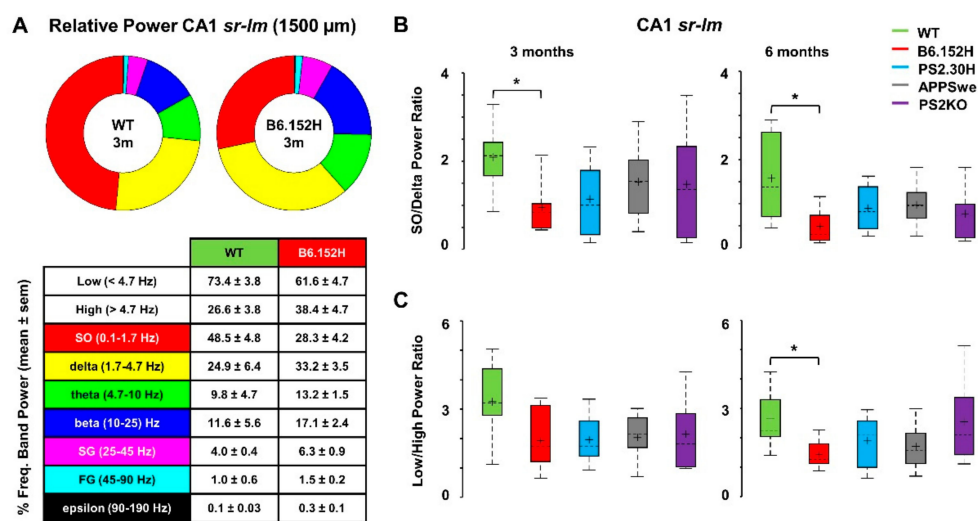 A Relative Power CA1 sr-lm (1500 µm)
WT
3m
B6.152H
3m
% Freq. Band Power (mean ± sem)
WT B6.152H
Low (< 4.7 Hz) 73.4 ± 3.8 61.6 ± 4.7
High (> 4.7 Hz) 26.6 ± 3.8 38.4 ± 4.7
SO (0.1-1.7 Hz) 48.5 ± 4.8 28.3 ± 4.2
delta (1.7-4.7 Hz) 24.9 ± 6.4 33.2 ± 3.5
theta (4.7-10 Hz) 9.8 ± 4.7 13.2 ± 1.5
beta (10-25) Hz 11.6 ± 5.6 17.1 ± 2.4
SG (25-45 Hz) 4.0 ± 0.4 6.3 ± 0.9
FG (45-90 Hz) 1.0 ± 0.6 1.5 ± 0.2
epsilon (90-190 Hz) 0.1 ± 0.03 0.3 ± 0.1
B CA1 sr-lm
WT
B6.152H
PS2.30H
APPSwe
PS2KO
3 months
6 months
SO/Delta Power Ratio
4
2
0
*
4
2
0
*
C
Low/High Power Ratio
6
3
0
6
3
0
*